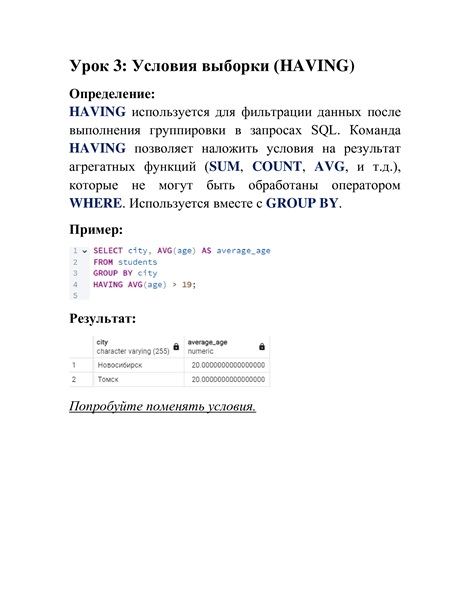 Урок 3: Условия выборки (HAVING)
Определение:
HAVING используется для фильтрации данных после
выполнения группировки в запросах SQL. Команда
HAVING позволяет наложить условия на результат
агрегатных функций (SUM, COUNT, AVG, и т.д.),
которые не могут быть обработаны оператором
WHERE. Используется вместе с GROUP BY.
Пример:
1 SELECT city, AVG(age) AS average_age
2 FROM students
3 GROUP BY city
4 HAVING AVG(age) > 19;
5
Результат:
city average_age
character varying (255) numeric
1 Новосибирск 20.0000000000000000
2 Томск 20.0000000000000000
Попробуйте поменять условия.